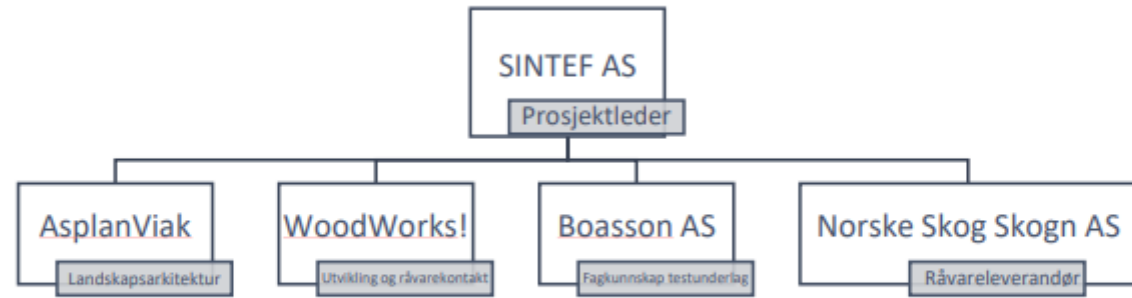 SINTEF AS
Prosjektleder
AsplanViak
Landskapsarkitektur
WoodWorks!
Utvikling og råvarekontakt
Boasson AS
Fagkunnskap testunderlag
Norske Skog Skogn AS
Råvareleverandør